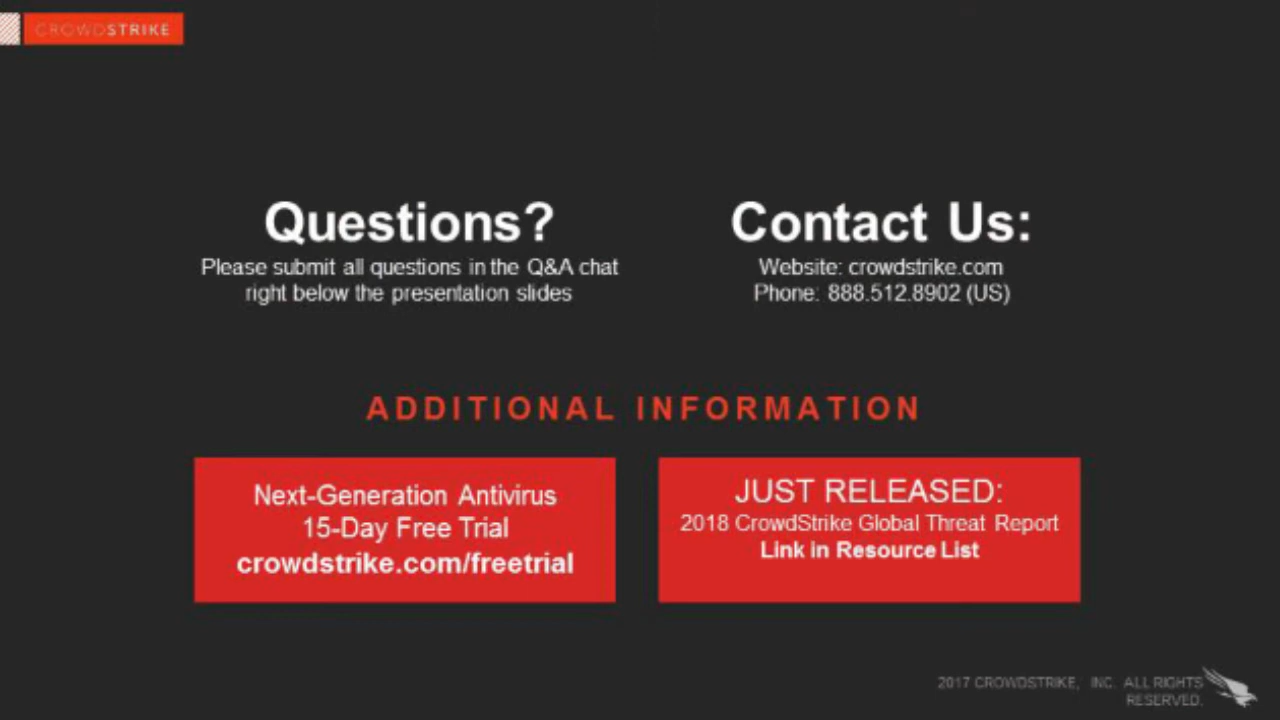 CROWDSTRIKE
Questions?
Please submit all questions in the Q&A chat
right below the presentation slides
Contact Us:
Website: crowdstrike.com
Phone: 888.512.8902 (US)
ADDITIONAL INFORMATION
Next-Generation Antivirus
15-Day Free Trial
crowdstrike.com/freetrial
JUST RELEASED:
2018 CrowdStrike Global Threat Report
Link in Resource List
2017 CROWDSTRIKE, INC. ALL RIGHTS
RESERVED.